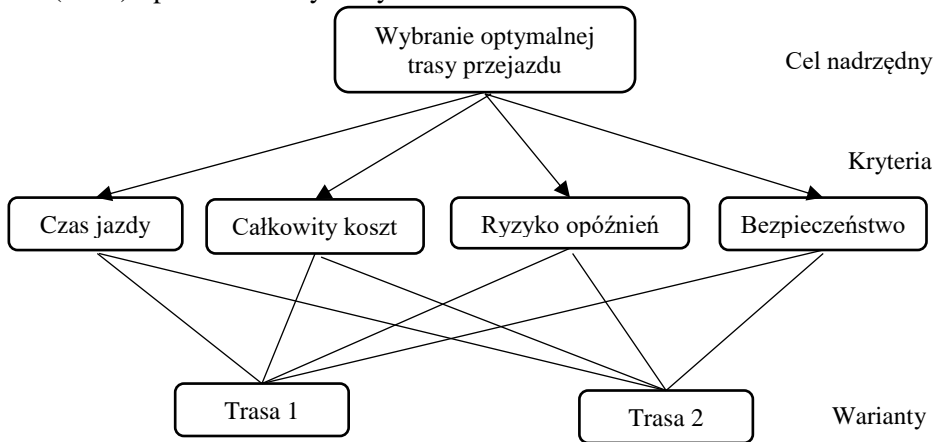 Wybranie optymalnej
trasy przejazdu
Cel nadrzędny
Kryteria
Czas jazdy
Całkowity koszt
Ryzyko opóźnień
Bezpieczeństwo
Trasa 1
Trasa 2
Warianty